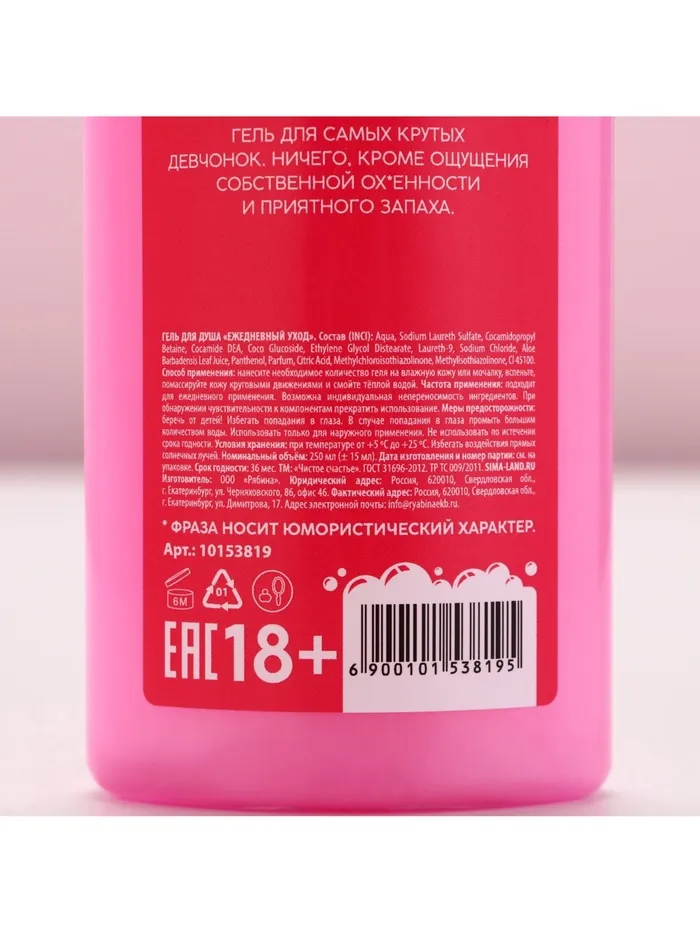 ГЕЛЬ ДЛЯ САМЫХ КРУТЫХ
ДЕВЧОНОК. НИЧЕГО, КРОМЕ ОЩУЩЕНИЯ
СОБСТВЕННОЙ ОХ*ЕННОСТИ
И ПРИЯТНОГО ЗАПАХА.
ГЕЛЬ ДЛЯ ДУША «ЕЖЕДНЕВНЫЙ УХОД». Состав (INCI): Aqua, Sodium Laureth Sulfate, Cocamidopropyl
Betaine, Cocamide DEA, Coco Glucoside, Ethylene Glycol Distearate, Laureth-9, Sodium Chloride, Aloe
Barbadensis Leaf Juice, Panthenol, Parfum, Citric Acid, Methylchloroisothiazolinone, Methylisothiazolinone, CI 45100.
Способ применения: нанесите необходимое количество геля на влажную кожу или мочалку, вспеньте,
помассируйте кожу круговыми движениями и смойте тёплой водой. Частота применения: подходит
для ежедневного применения. Возможна индивидуальная непереносимость ингредиентов. При
обнаружении чувствительности к компонентам прекратить использование. Меры предосторожности:
беречь от детей! Избегать попадания в глаза. В случае попадания в глаза промыть большим
количеством воды. Использовать только для наружного применения. Не использовать по истечении
срока годности. Условия хранения: при температуре от +5 °C до +25 °C. Избегать воздействия прямых
солнечных лучей. Номинальный объём: 250 мл (± 15 мл). Дата изготовления и номер партии: см. на
упаковке. Срок годности: 36 мес. ТМ: «Чистое счастье». ГОСТ 31696-2012. ТР ТС 009/2011. SIMA-LAND.RU
Изготовитель: ООО «Рябина». Юридический адрес: Россия, 620010, Свердловская обл.,
г. Екатеринбург, ул. Черняховского, 86, офис 46. Фактический адрес: Россия, 620010, Свердловская обл.,
г. Екатеринбург, ул. Димитрова, 17. Адрес электронной почты: info@ryabinaekb.ru.
* ФРАЗА НОСИТ ЮМОРИСТИЧЕСКИЙ ХАРАКТЕР.
Арт.: 10153819
6M 01
EAC 18+
6 900101 538195